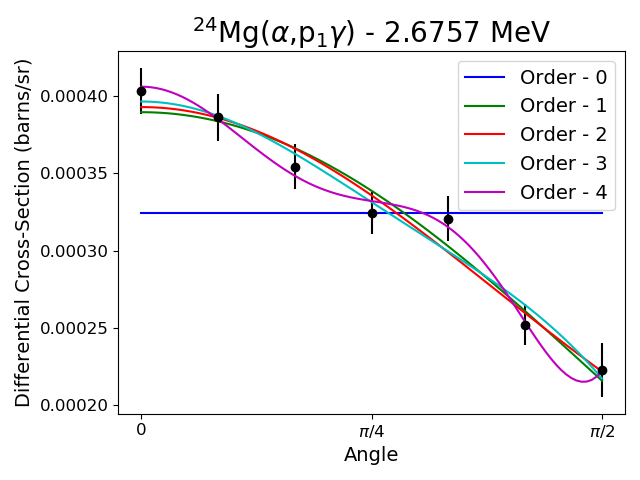 ²⁴Mg(α,p₁γ) - 2.6757 MeV
Differential Cross-Section (barns/sr)
0.00040
0.00035
0.00030
0.00025
0.00020
Order - 0
Order - 1
Order - 2
Order - 3
Order - 4
0
π/4
π/2
Angle